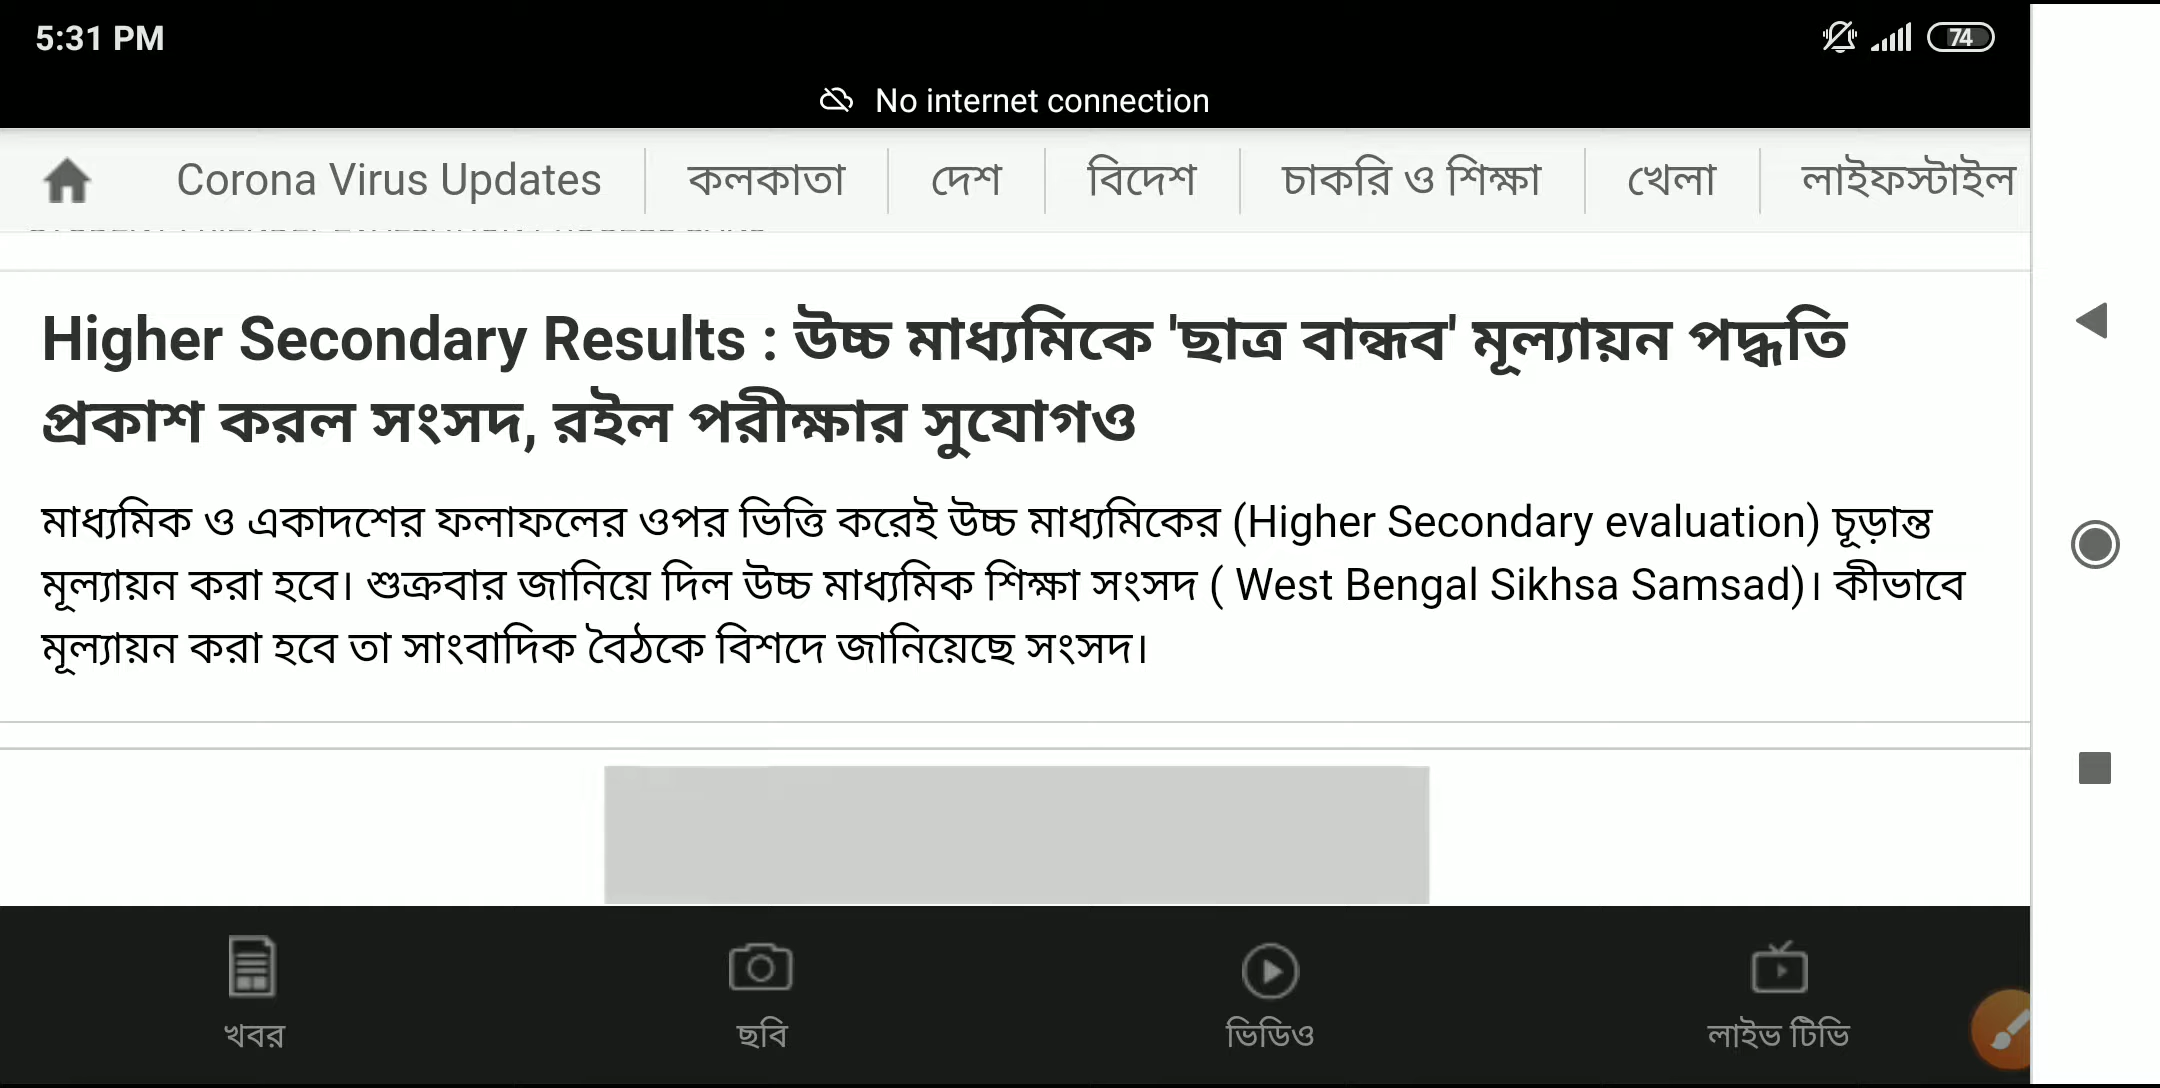 5:31 PM
74
No internet connection
Corona Virus Updates কলকাতা দেশ বিদেশ চাকরি ও শিক্ষা খেলা লাইফস্টাইল
Higher Secondary Results : উচ্চ মাধ্যমিকে 'ছাত্র বান্ধব' মূল্যায়ন পদ্ধতি
প্রকাশ করল সংসদ, রইল পরীক্ষার সুযোগও
মাধ্যমিক ও একাদশের ফলাফলের ওপর ভিত্তি করেই উচ্চ মাধ্যমিকের (Higher Secondary evaluation) চূড়ান্ত
মূল্যায়ন করা হবে। শুক্রবার জানিয়ে দিল উচ্চ মাধ্যমিক শিক্ষা সংসদ ( West Bengal Sikhsa Samsad)। কীভাবে
মূল্যায়ন করা হবে তা সাংবাদিক বৈঠকে বিশদে জানিয়েছে সংসদ।
খবর ছবি ভিডিও লাইভ টিভি